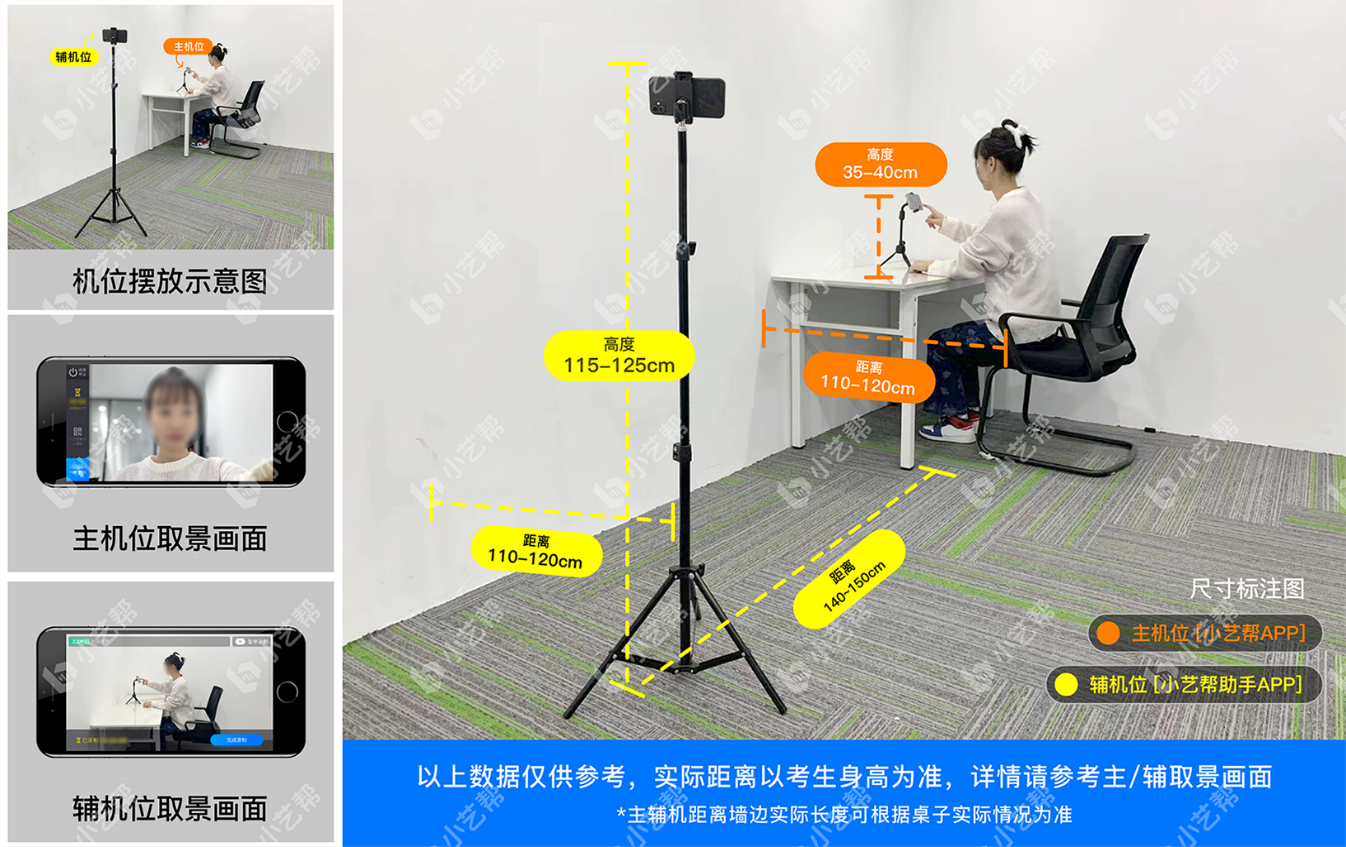 辅机位
主机位
机位摆放示意图
主机位取景画面
辅机位取景画面
高度
115-125cm
高度
35-40cm
距离
110-120cm
距离
110-120cm
距离
140-150cm
尺寸标注图
主机位 [小艺帮APP]
辅机位 [小艺帮助手APP]
以上数据仅供参考，实际距离以考生身高为准，详情请参考主/辅取景画面
*主辅机距离墙边实际长度可根据桌子实际情况为准
小艺帮